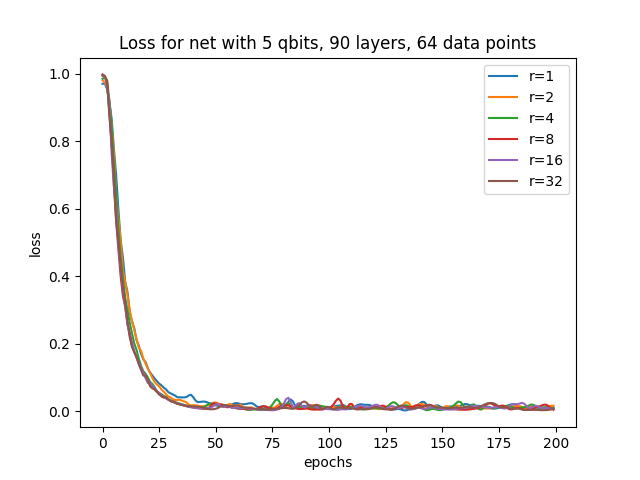 Loss for net with 5 qbits, 90 layers, 64 data points
1.0
0.8
0.6
0.4
0.2
0.0
loss
r=1
r=2
r=4
r=8
r=16
r=32
0 25 50 75 100 125 150 175 200
epochs